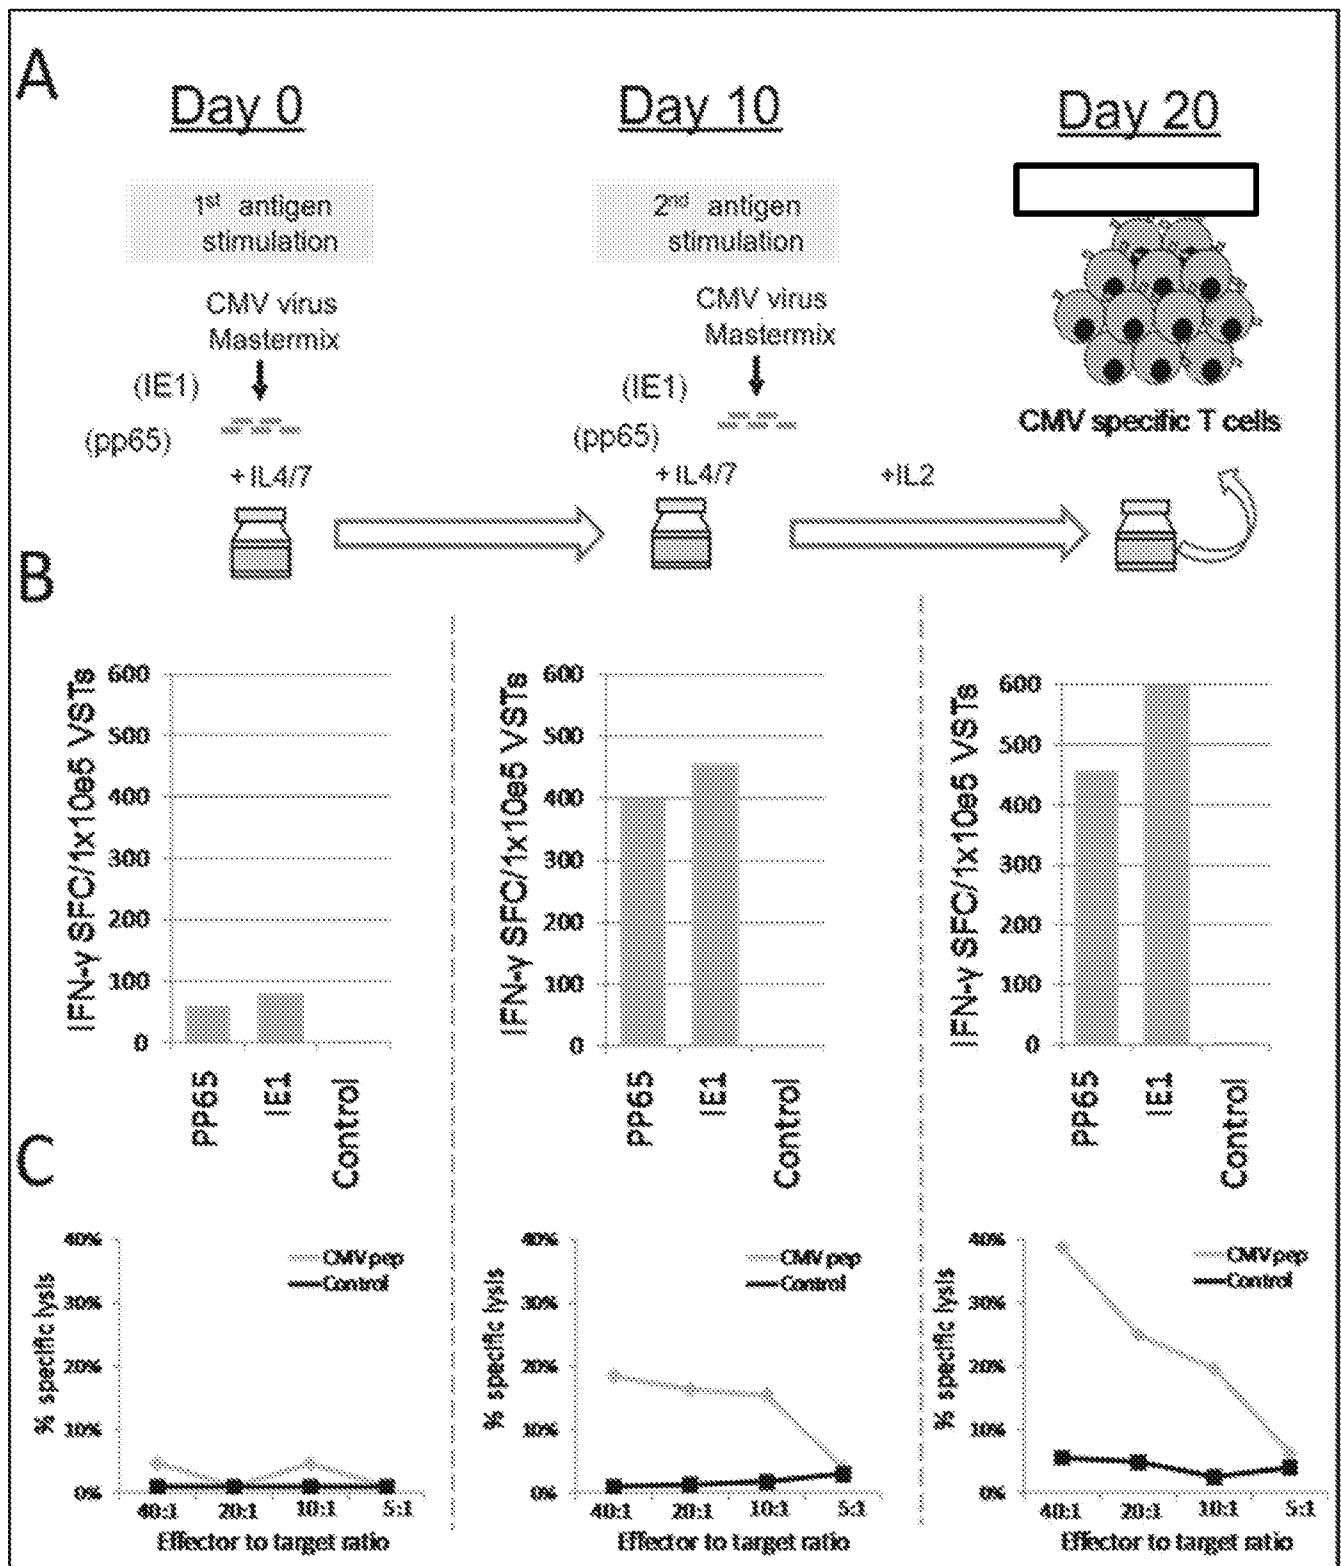 A
Day 0
Day 10
Day 20
1st antigen
stimulation
2nd antigen
stimulation
CMV virus
Mastermix
CMV virus
Mastermix
(IE1)
(pp65)
(IE1)
(pp65)
CMV specific T cells
+ IL4/7
+ IL4/7
+IL2
B
IFN-γ SFC/1x10e5 VSTs
600
500
400
300
200
100
0
PP65
IE1
Control
IFN-γ SFC/1x10e5 VSTs
600
500
400
300
200
100
0
PP65
IE1
Control
IFN-γ SFC/1x10e5 VSTs
600
500
400
300
200
100
0
PP65
IE1
Control
C
% specific lysis
40%
30%
20%
10%
0%
CMV pep
Control
40:1 20:1 10:1 5:1
Effector to target ratio
% specific lysis
40%
30%
20%
10%
0%
CMV pep
Control
40:1 20:1 10:1 5:1
Effector to target ratio
% specific lysis
40%
30%
20%
10%
0%
CMV pep
Control
40:1 20:1 10:1 5:1
Effector to target ratio